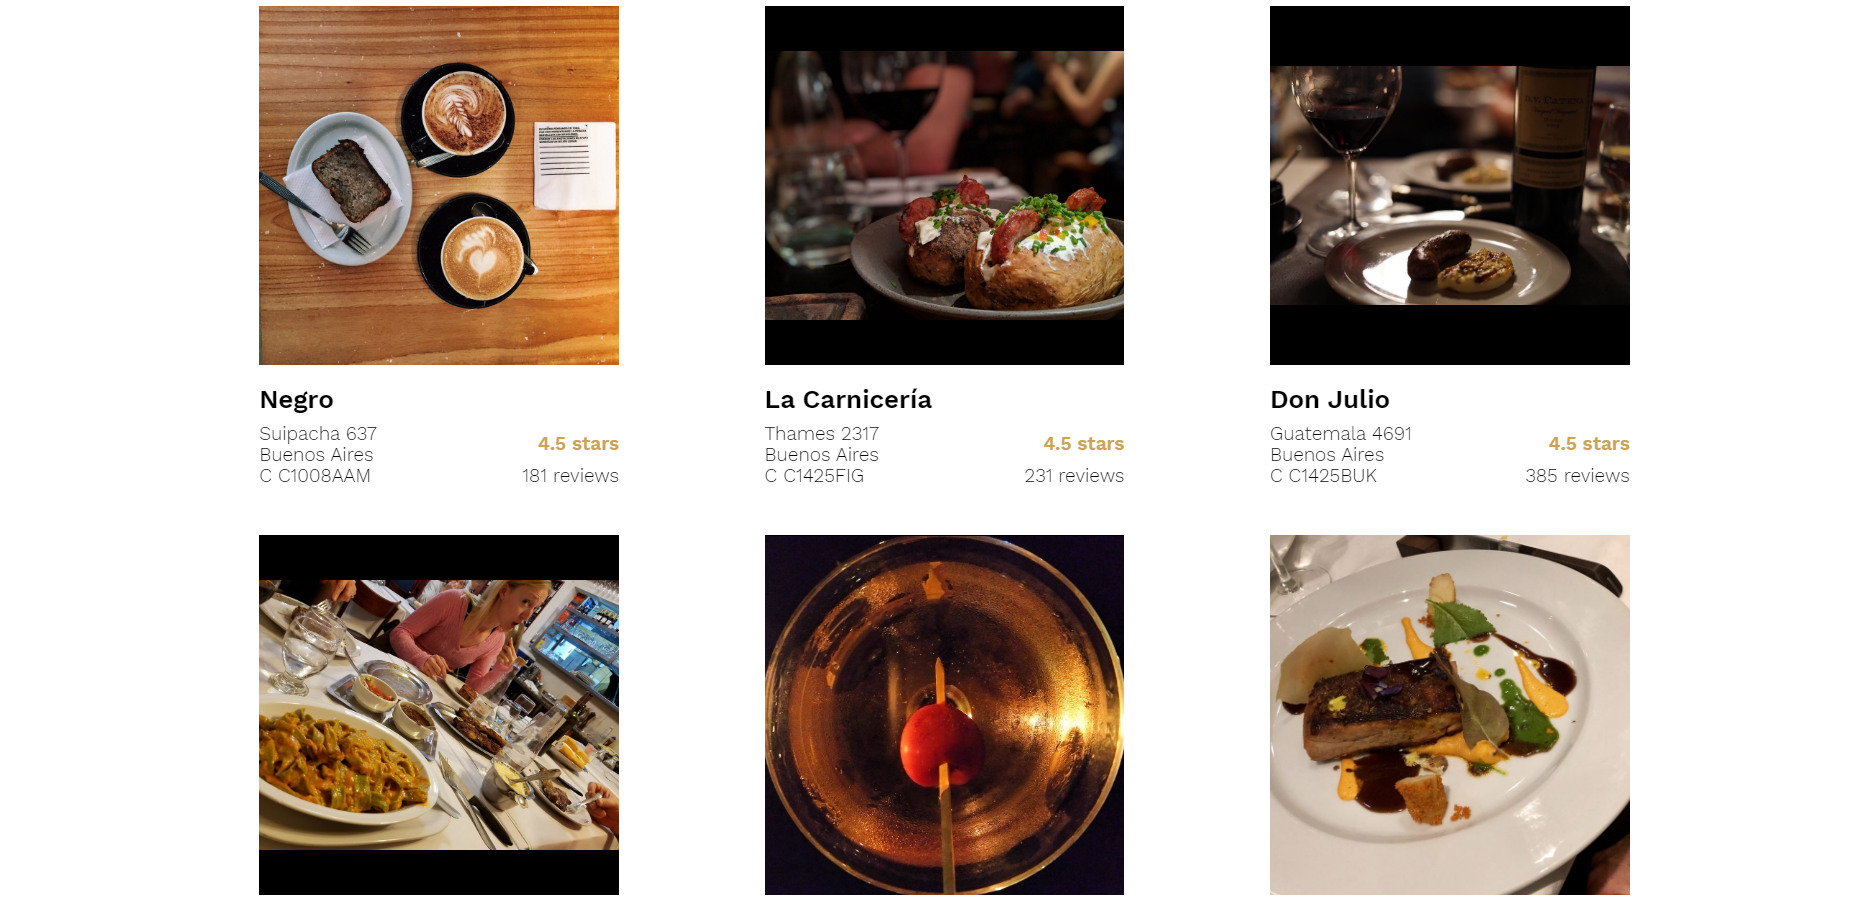 Negro
Suipacha 637
Buenos Aires
C C1008AAM
4.5 stars
181 reviews
La Carnicería
Thames 2317
Buenos Aires
C C1425FIG
4.5 stars
231 reviews
Don Julio
Guatemala 4691
Buenos Aires
C C1425BUK
4.5 stars
385 reviews